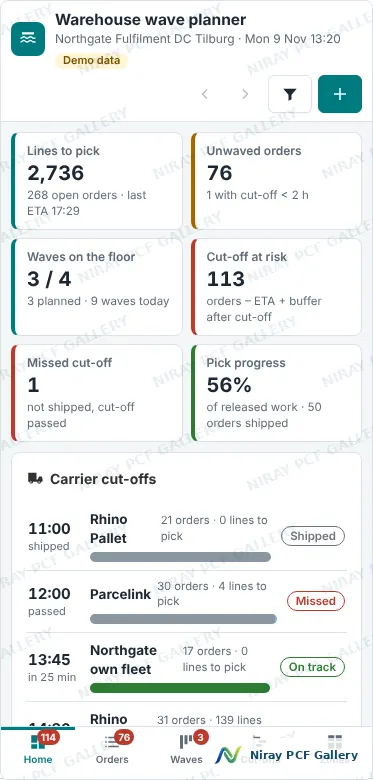 Warehouse wave planner
Northgate Fulfilment DC Tilburg · Mon 9 Nov 13:20
Demo data
Lines to pick
2,736
268 open orders · last
ETA 17:29
Unwaved orders
76
1 with cut-off < 2 h
Waves on the floor
3 / 4
3 planned · 9 waves today
Cut-off at risk
113
orders – ETA + buffer
after cut-off
Missed cut-off
1
not shipped, cut-off
passed
Pick progress
56%
of released work · 50
orders shipped
Carrier cut-offs
11:00
shipped
Rhino
Pallet
21 orders · 0 lines to
pick
Shipped
12:00
passed
Parcelink
30 orders · 4 lines to
pick
Missed
13:45
in 25 min
Northgate
own fleet
17 orders · 0
lines to pick
On track
14:00
Rhino
31 orders · 139 lines
114
Home
76
Orders
3
Waves
Niray PCF Gallery
NIRAY PCF GALLERY